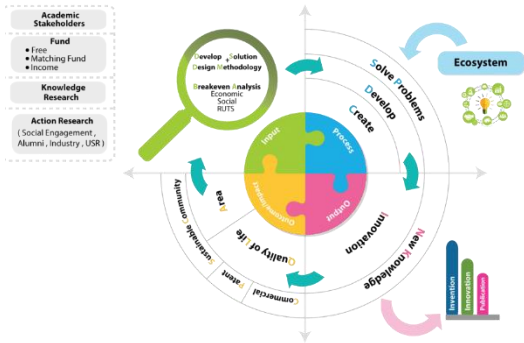 Academic
Stakeholders
Fund
• Free
• Matching Fund
• Income
Knowledge
Research
Action Research
( Social Engagement ,
Alumni , Industry , USR )
Develop + Solution
Design Methodology
Breakeven Analysis
Economic
Social
RUTS
Solve Problems
Develop
Create
Ecosystem
Input
Process
Outcome/Impact
Output
Area
Quality of Life
Innovation
New Knowledge
Sustainable Community
Patent
Commercial
Invention
Innovation
Publication